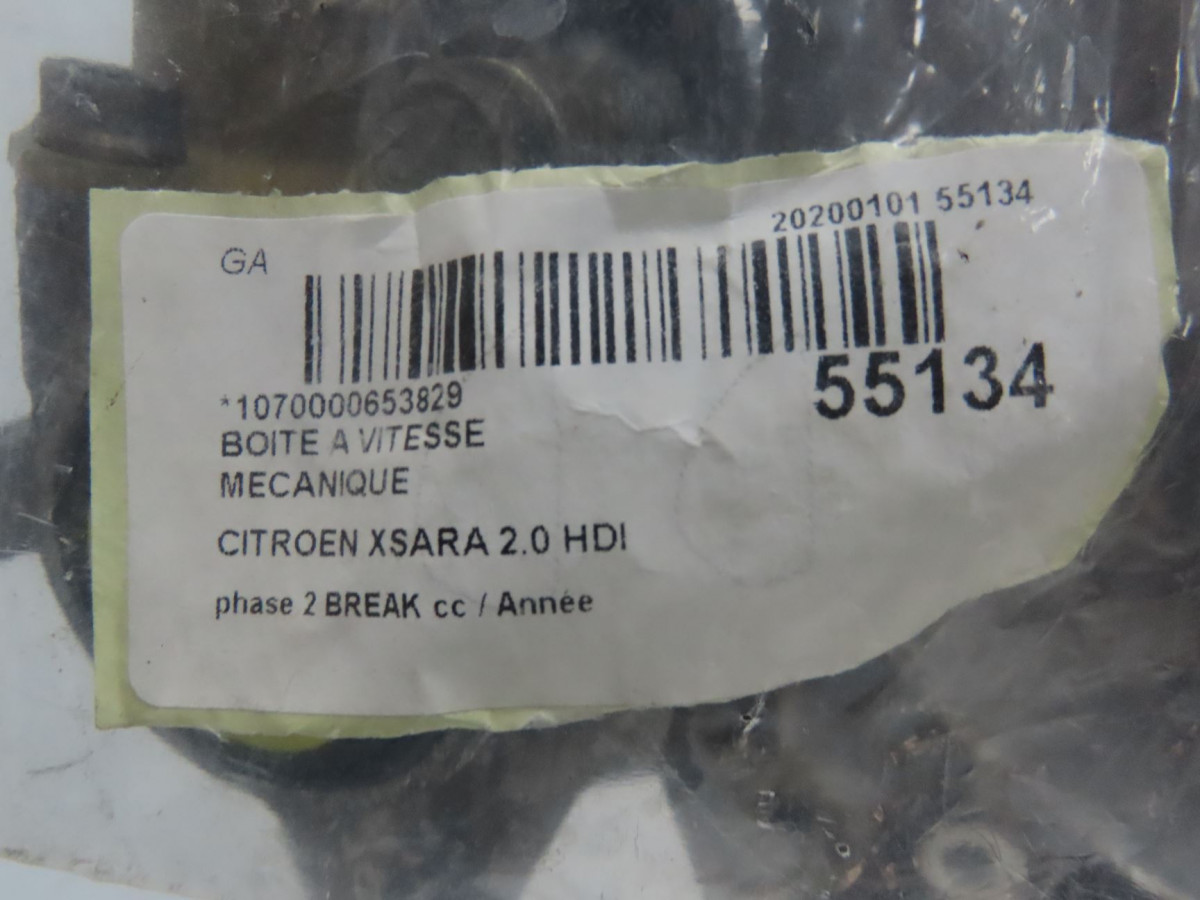 20200101 55134
GA
*1070000653829
55134
BOITE A VITESSE
MECANIQUE
CITROEN XSARA 2.0 HDI
phase 2 BREAK cc / Année